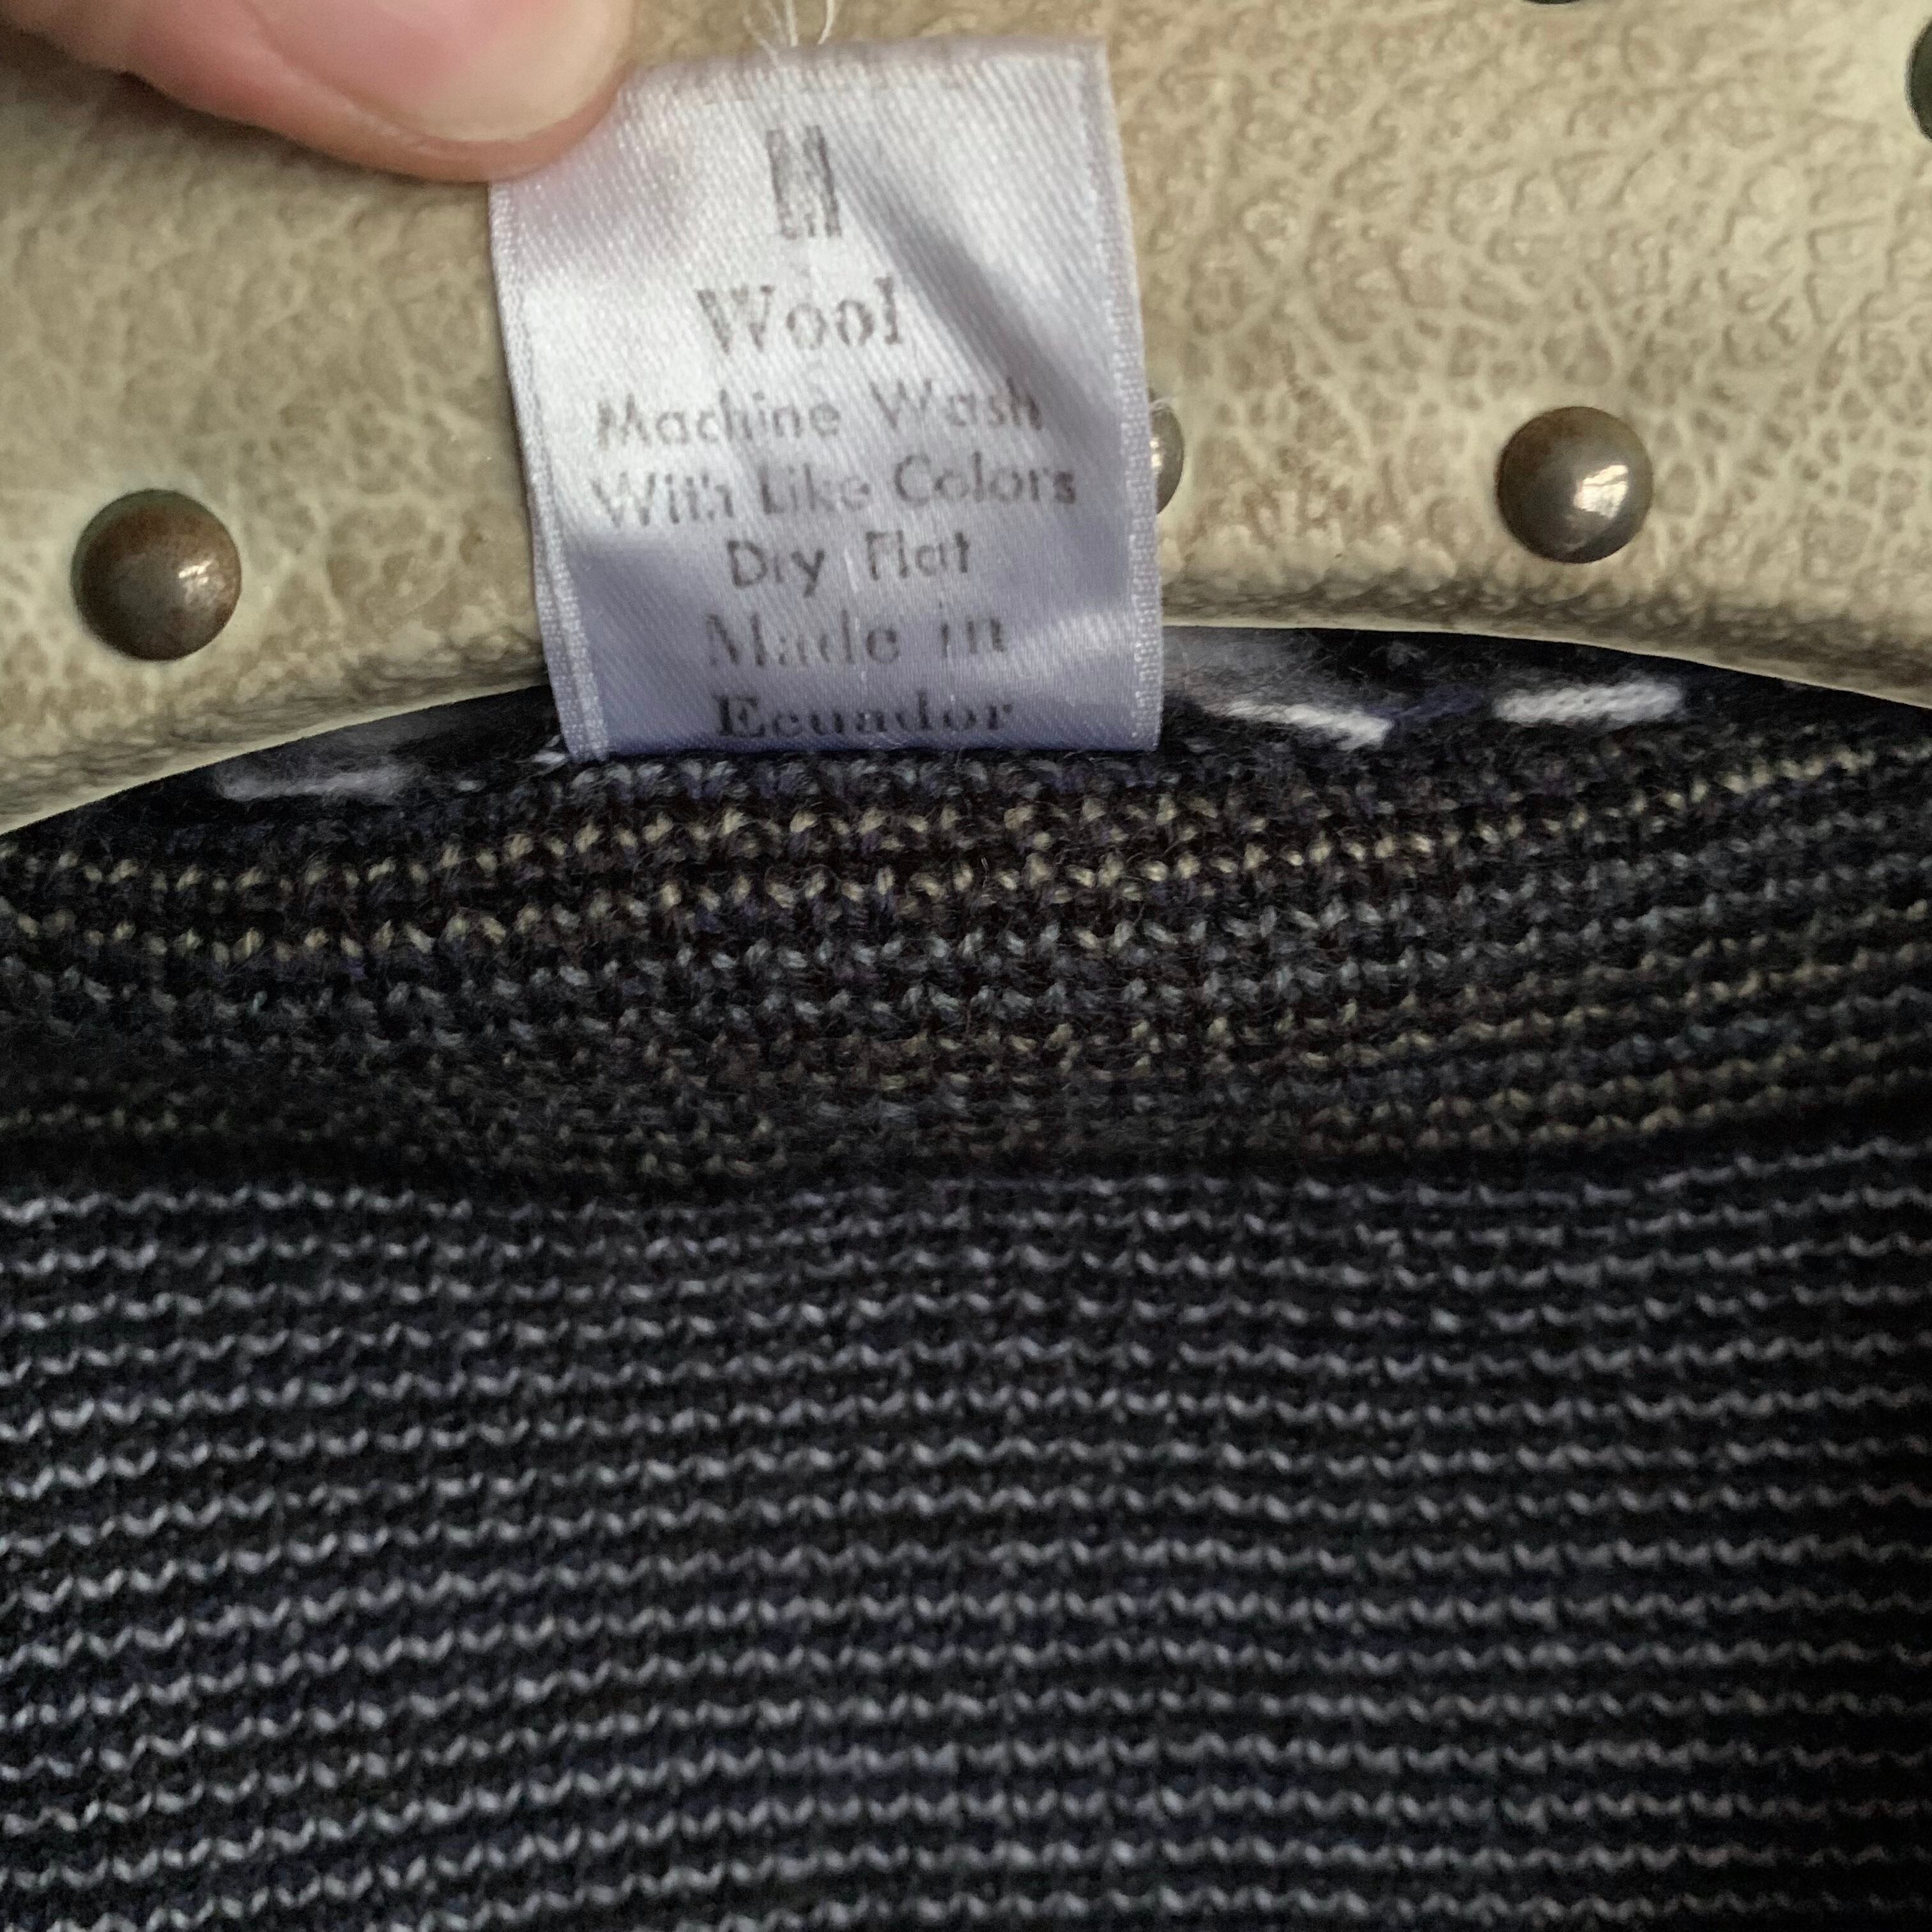 M
Wool
Machine Wash
With Like Colors
Dry Flat
Made in
Ecuador